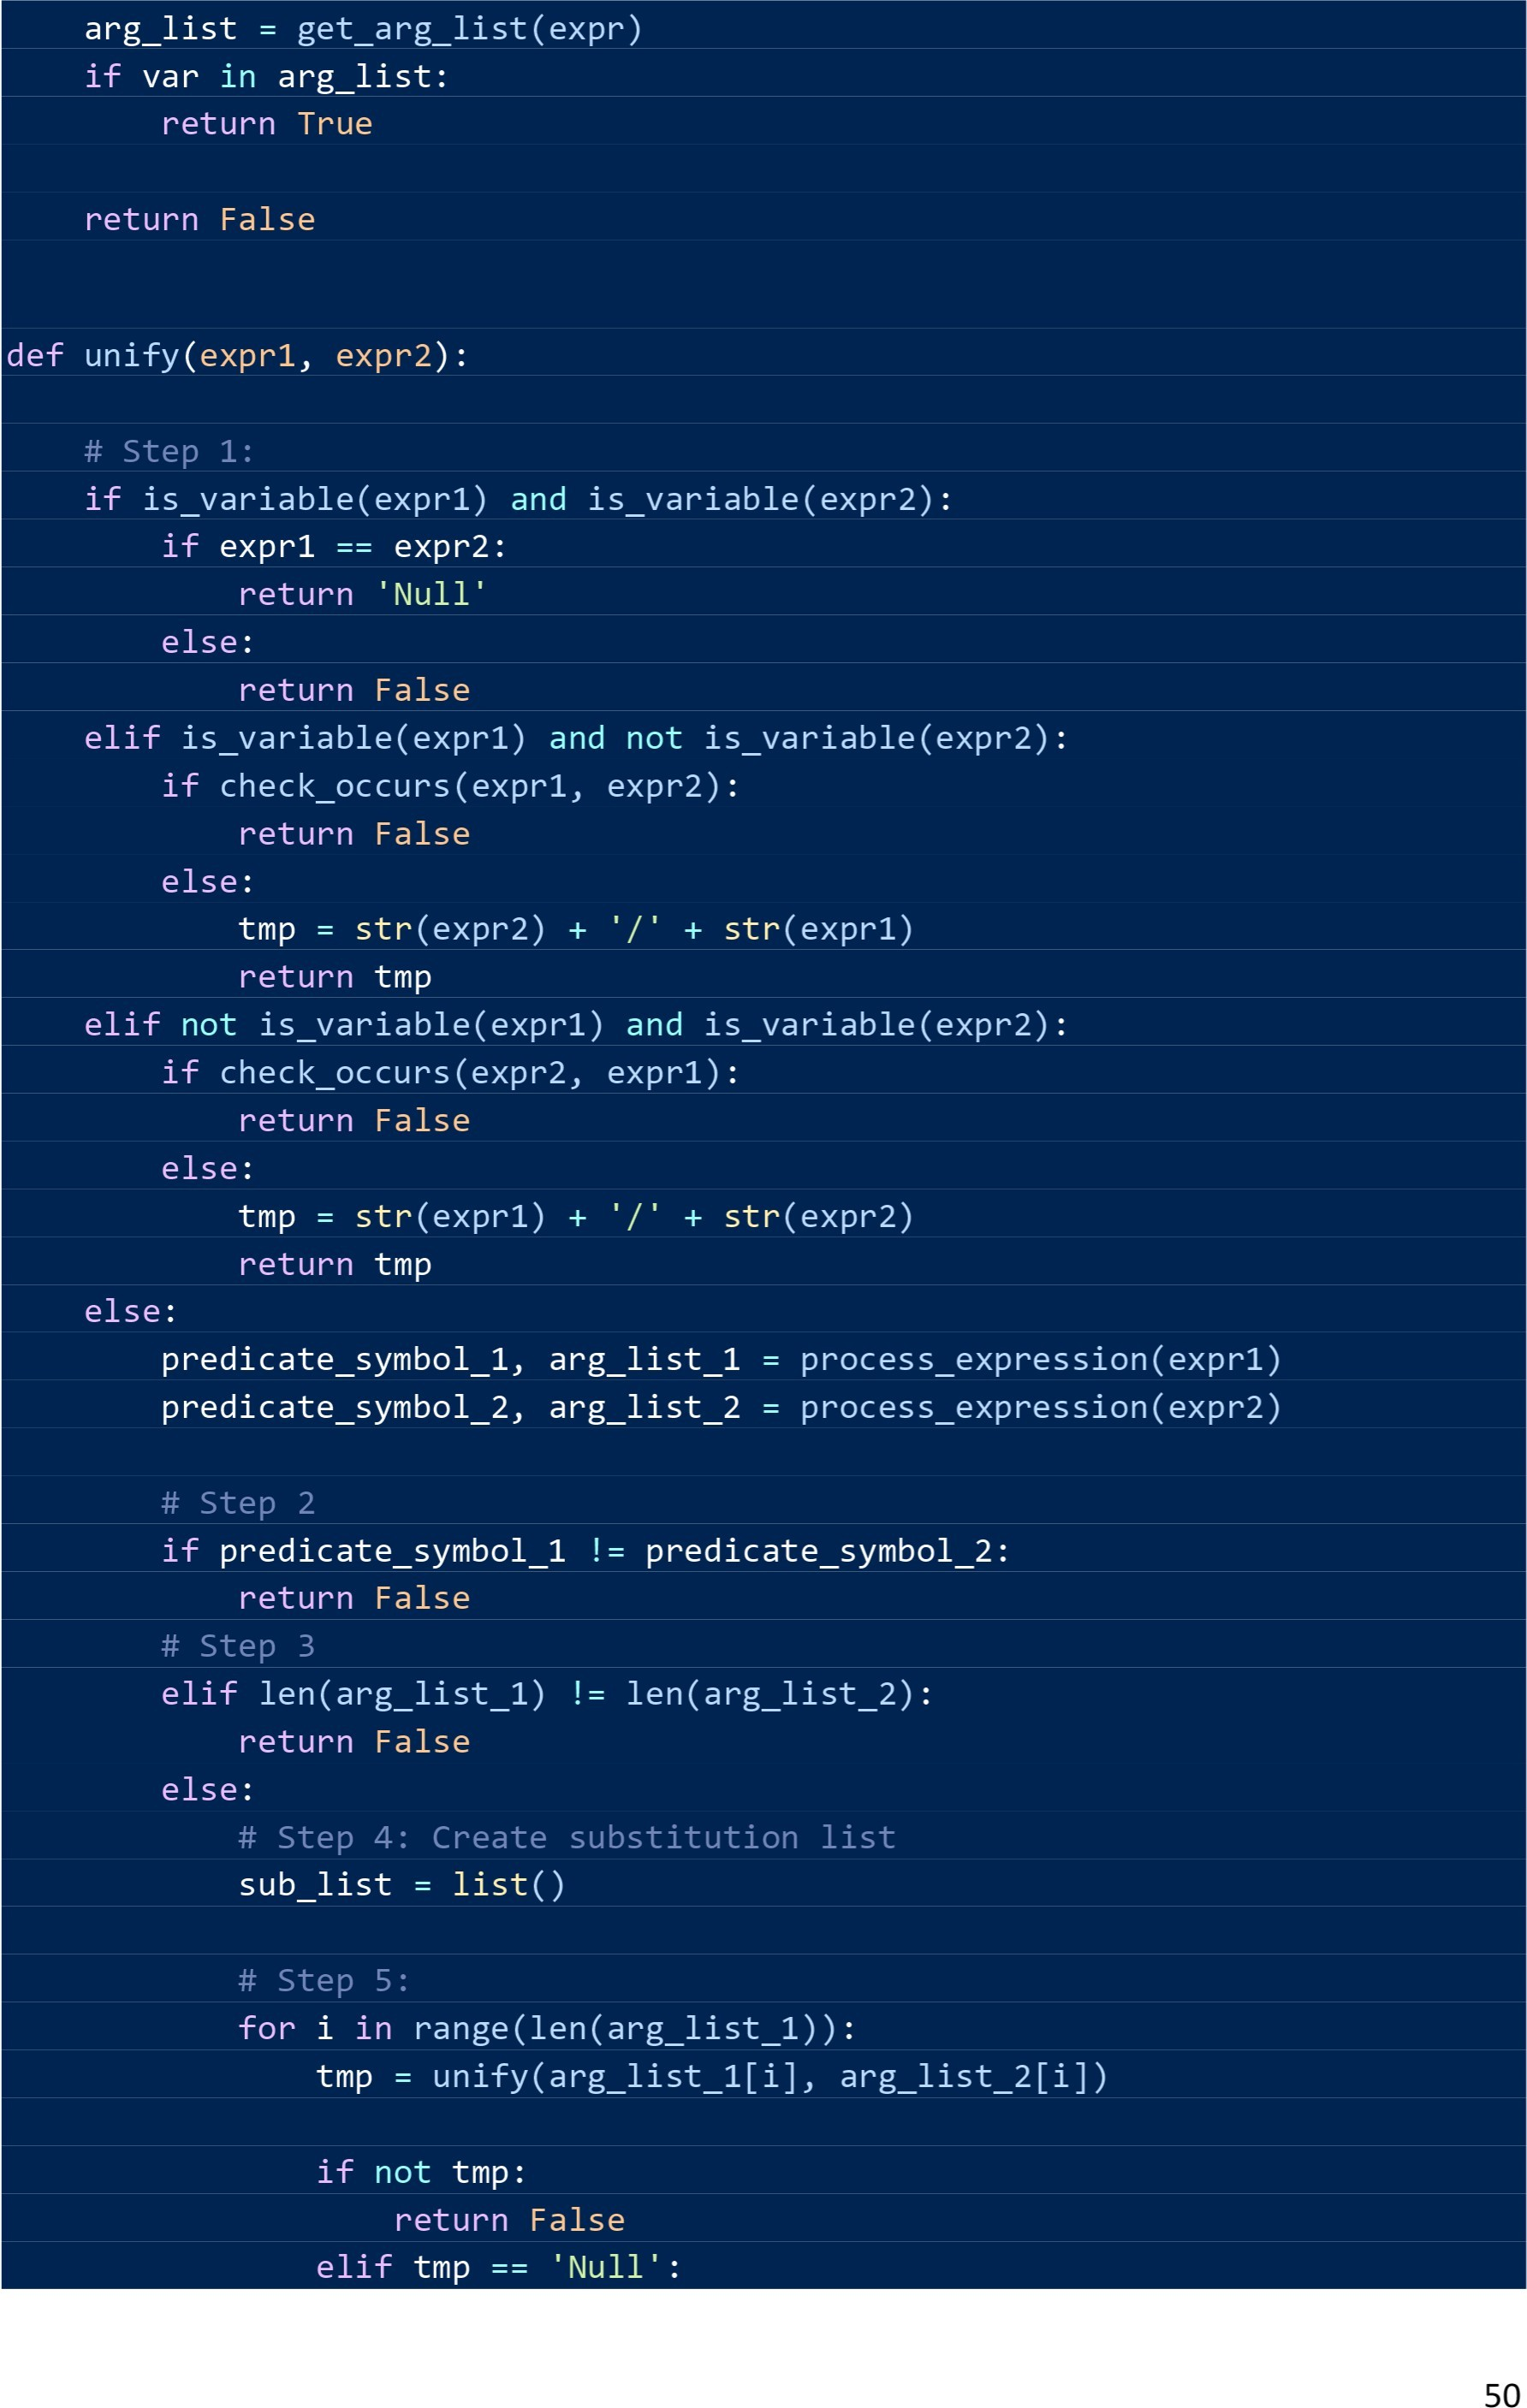 arg_list = get_arg_list(expr)
    if var in arg_list:
        return True

    return False


def unify(expr1, expr2):

    # Step 1:
    if is_variable(expr1) and is_variable(expr2):
        if expr1 == expr2:
            return 'Null'
        else:
            return False
    elif is_variable(expr1) and not is_variable(expr2):
        if check_occurs(expr1, expr2):
            return False
        else:
            tmp = str(expr2) + '/' + str(expr1)
            return tmp
    elif not is_variable(expr1) and is_variable(expr2):
        if check_occurs(expr2, expr1):
            return False
        else:
            tmp = str(expr1) + '/' + str(expr2)
            return tmp
    else:
        predicate_symbol_1, arg_list_1 = process_expression(expr1)
        predicate_symbol_2, arg_list_2 = process_expression(expr2)

        # Step 2
        if predicate_symbol_1 != predicate_symbol_2:
            return False
        # Step 3
        elif len(arg_list_1) != len(arg_list_2):
            return False
        else:
            # Step 4: Create substitution list
            sub_list = list()

            # Step 5:
            for i in range(len(arg_list_1)):
                tmp = unify(arg_list_1[i], arg_list_2[i])

                if not tmp:
                    return False
                elif tmp == 'Null':
50